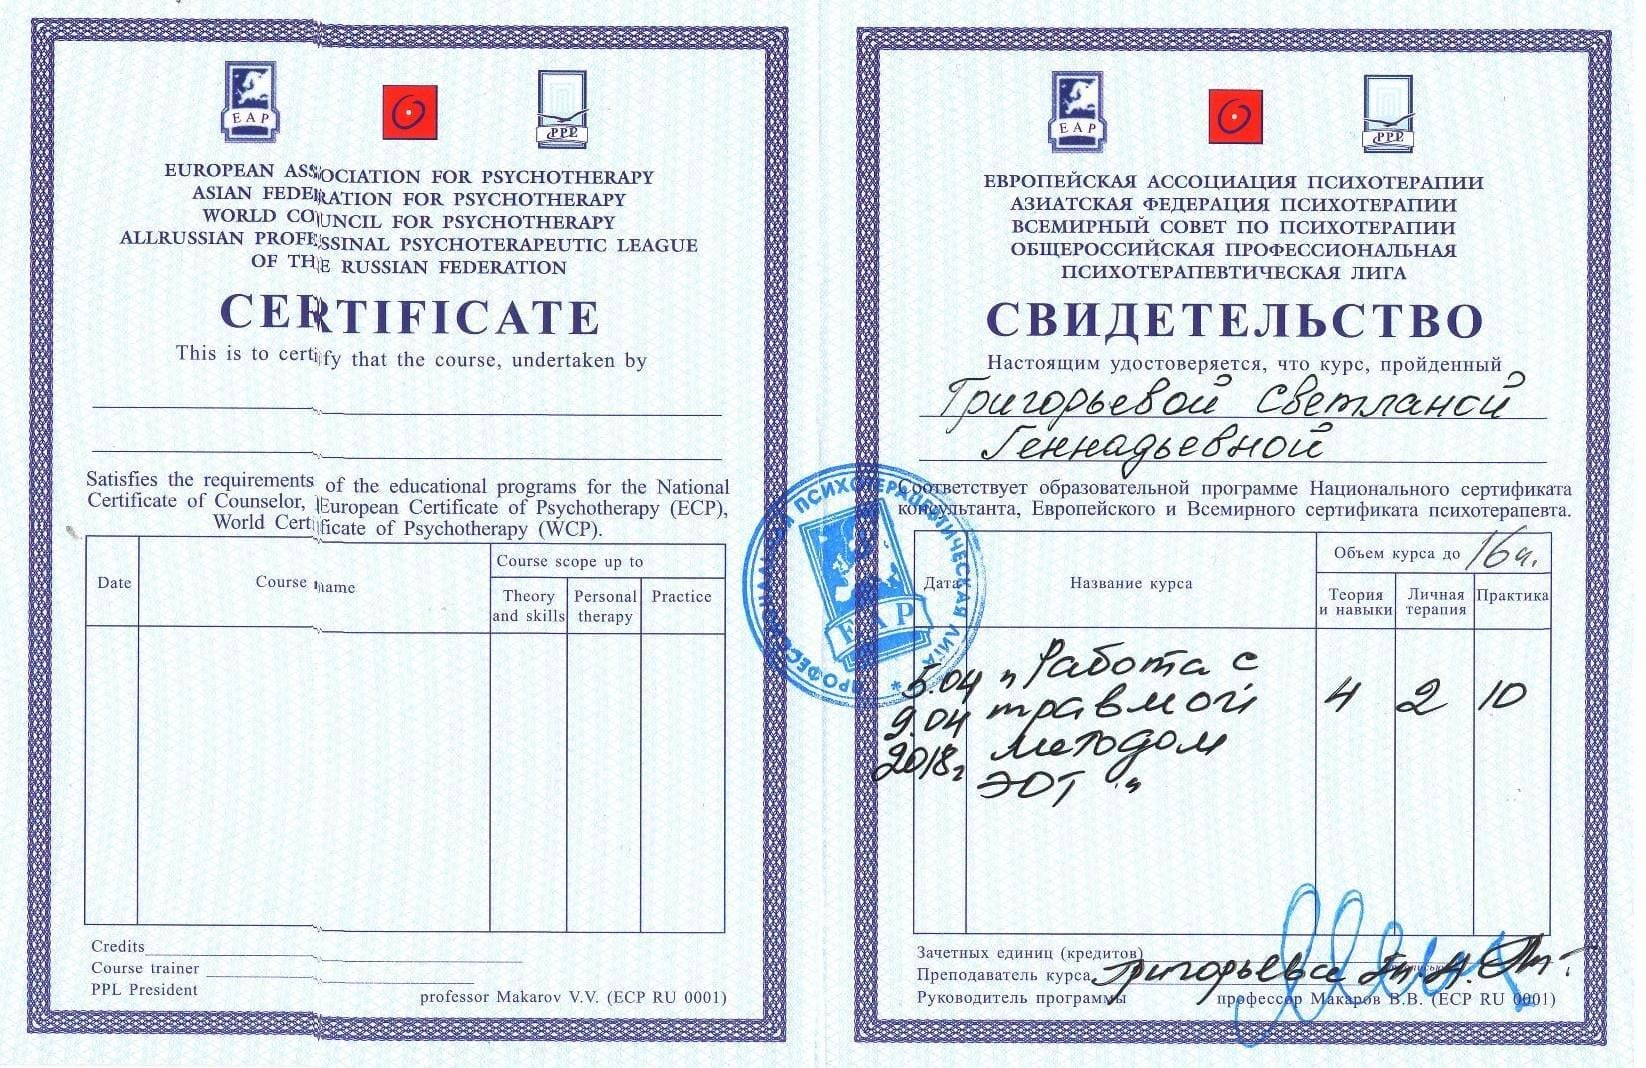 EAP
PPL
EUROPEAN ASSOCIATION FOR PSYCHOTHERAPY
ASIAN FEDERATION FOR PSYCHOTHERAPY
WORLD COUNCIL FOR PSYCHOTHERAPY
ALLRUSSIAN PROFESSINAL PSYCHOTERAPEUTIC LEAGUE
OF THE RUSSIAN FEDERATION
CERTIFICATE
This is to certify that the course, undertaken by
Satisfies the requirements of the educational programs for the National
Certificate of Counselor, European Certificate of Psychotherapy (ECP),
World Certificate of Psychotherapy (WCP).
Date
Course name
Course scope up to
Theory and skills
Personal therapy
Practice
Credits
Course trainer
PPL President
professor Makarov V.V. (ECP RU 0001)
EAP
PPL
ЕВРОПЕЙСКАЯ АССОЦИАЦИЯ ПСИХОТЕРАПИИ
АЗИАТСКАЯ ФЕДЕРАЦИЯ ПСИХОТЕРАПИИ
ВСЕМИРНЫЙ СОВЕТ ПО ПСИХОТЕРАПИИ
ОБЩЕРОССИЙСКАЯ ПРОФЕССИОНАЛЬНАЯ
ПСИХОТЕРАПЕВТИЧЕСКАЯ ЛИГА
СВИДЕТЕЛЬСТВО
Настоящим удостоверяется, что курс, пройденный
Григорьевой Светланой
Геннадьевной
Соответствует образовательной программе Национального сертификата
консультанта, Европейского и Всемирного сертификата психотерапевта.
Дата
Название курса
Объем курса до 16ч.
Теория и навыки
Личная терапия
Практика
5.04 "Работа с
9.04 травмой 4 2 10
2018г методом
ЭОТ"
Зачетных единиц (кредитов)
Преподаватель курса Григорьева
Руководитель программы профессор Макаров В.В. (ECP RU 0001)
ПРОФЕССИОНАЛЬНАЯ ПСИХОТЕРАПЕВТИЧЕСКАЯ ЛИГА
EAP